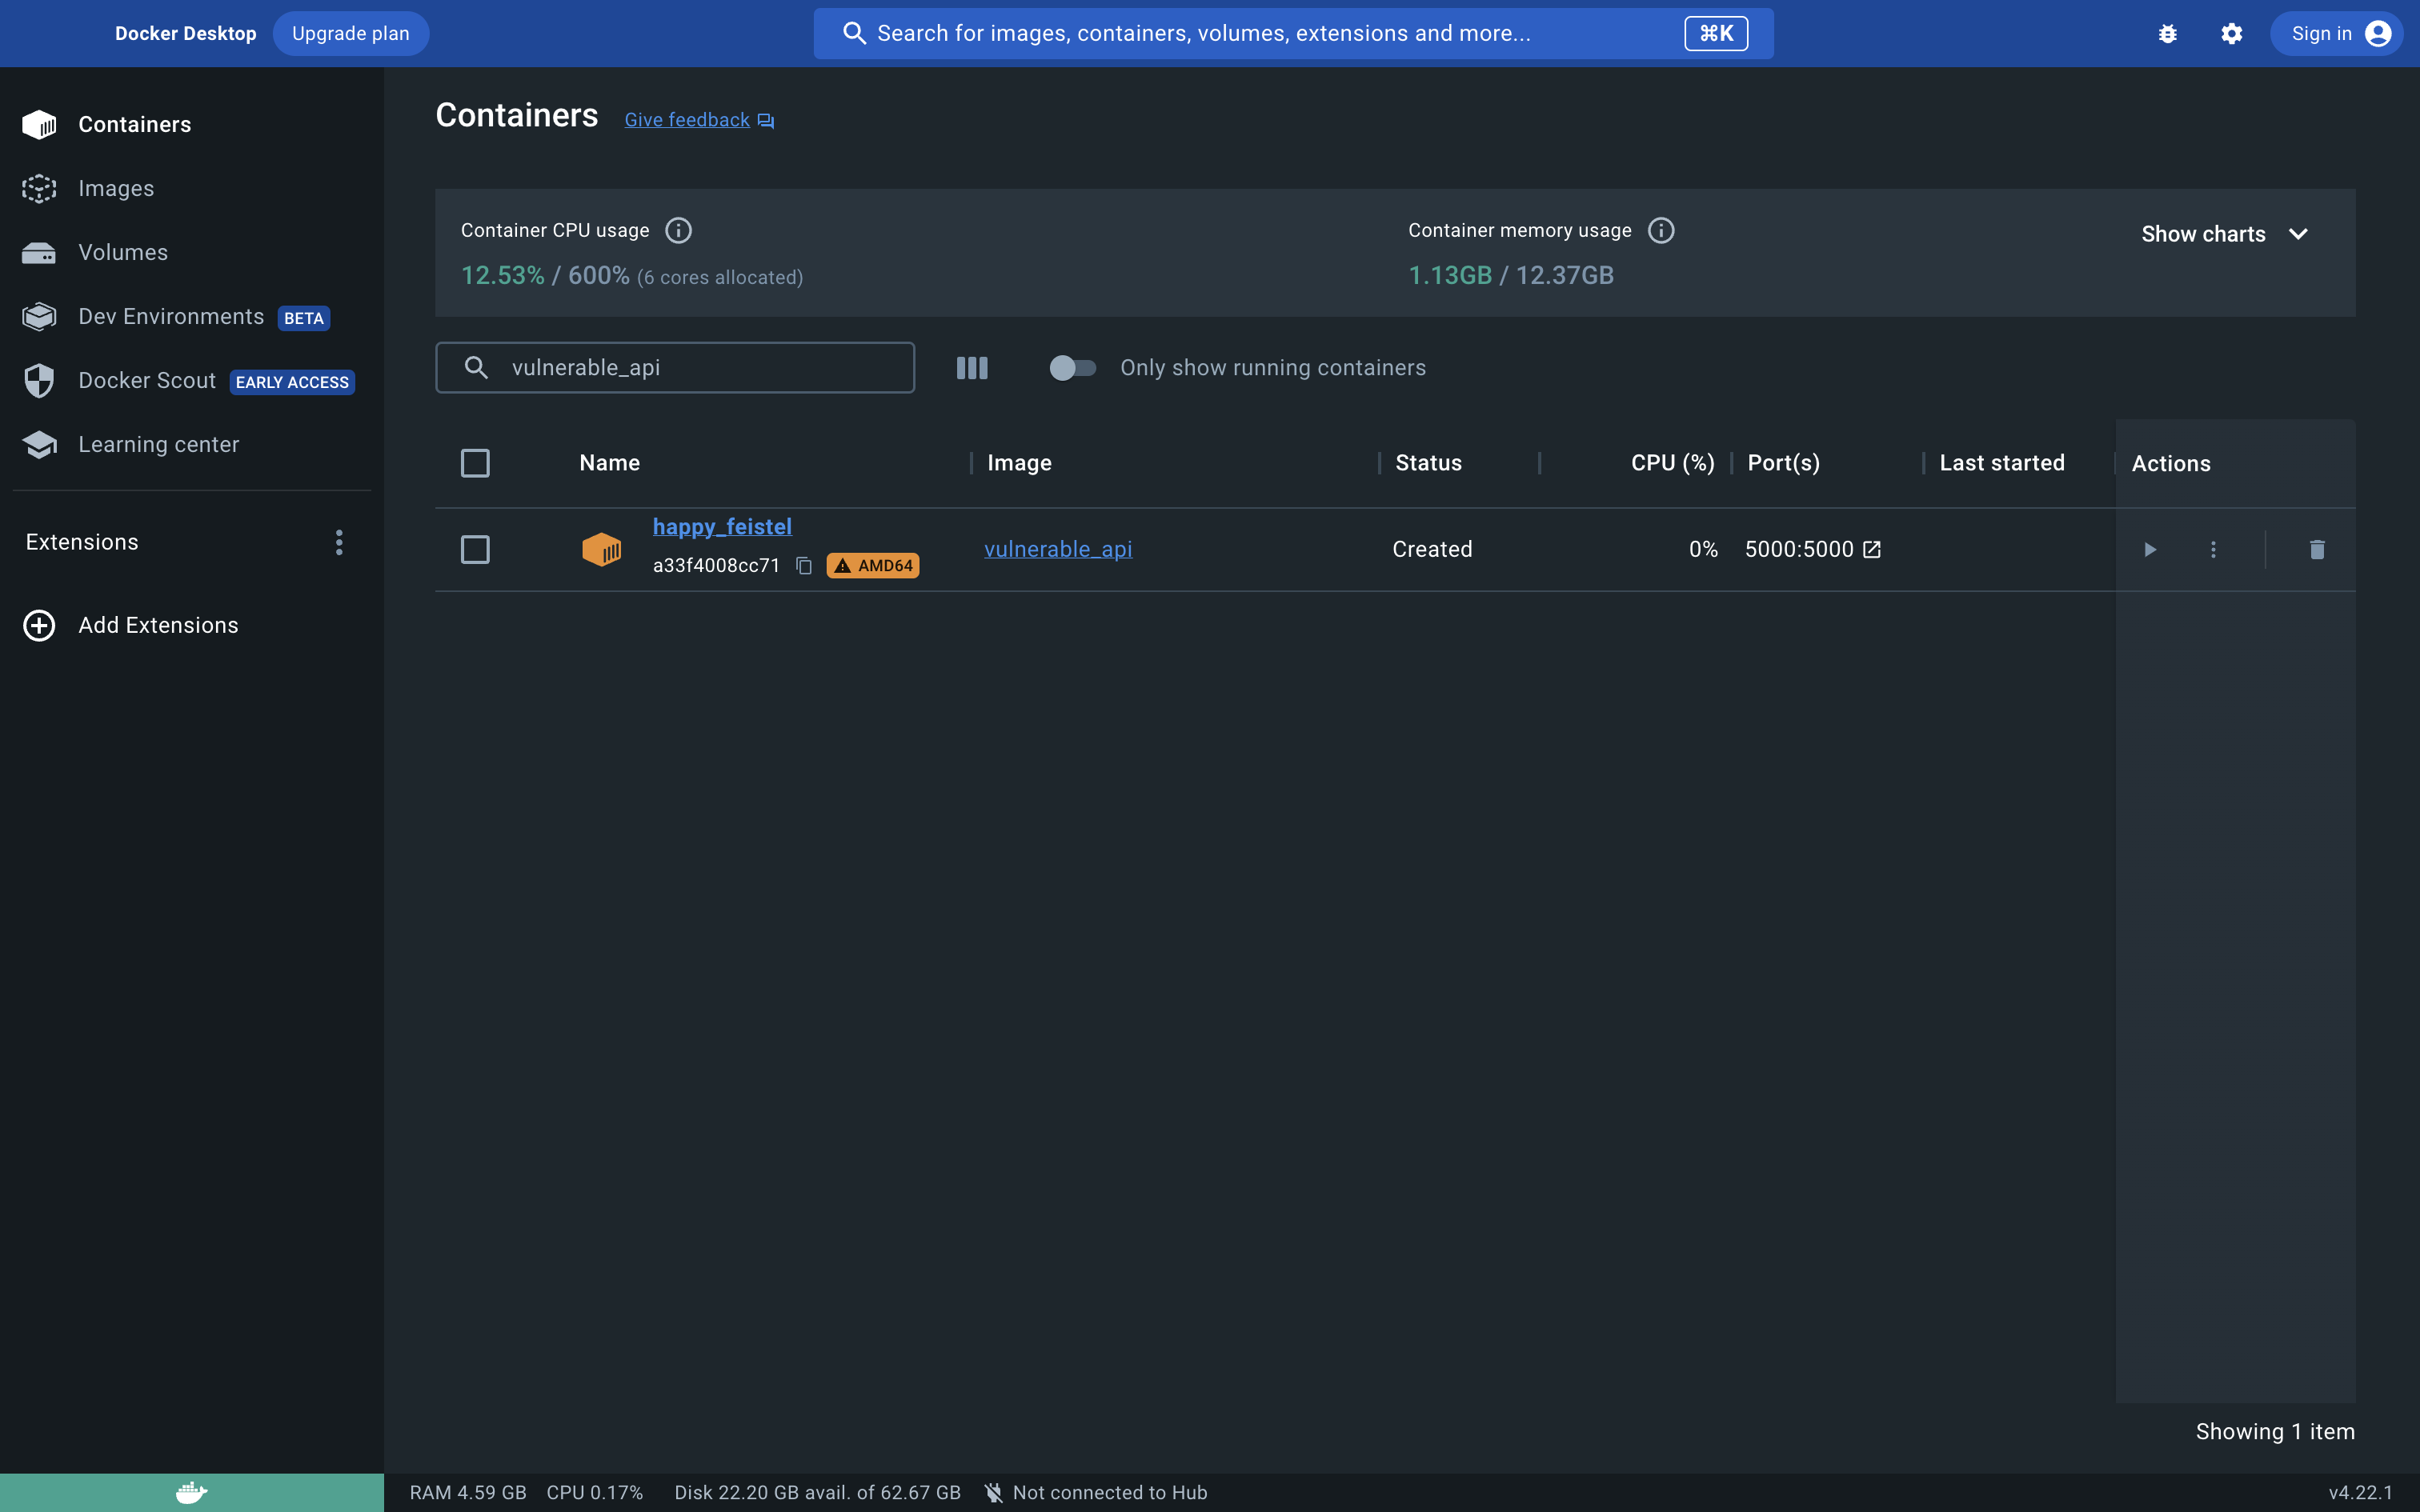 Docker Desktop Upgrade plan Search for images, containers, volumes, extensions and more... ⌘K Sign in
Containers
Images
Volumes
Dev Environments BETA
Docker Scout EARLY ACCESS
Learning center
Extensions
Add Extensions
Containers Give feedback
Container CPU usage
12.53% / 600% (6 cores allocated)
Container memory usage
1.13GB / 12.37GB
Show charts
vulnerable_api
Only show running containers
Name Image Status CPU (%) Port(s) Last started Actions
happy_feistel
a33f4008cc71 AMD64
vulnerable_api Created 0% 5000:5000
Showing 1 item
RAM 4.59 GB CPU 0.17% Disk 22.20 GB avail. of 62.67 GB Not connected to Hub v4.22.1